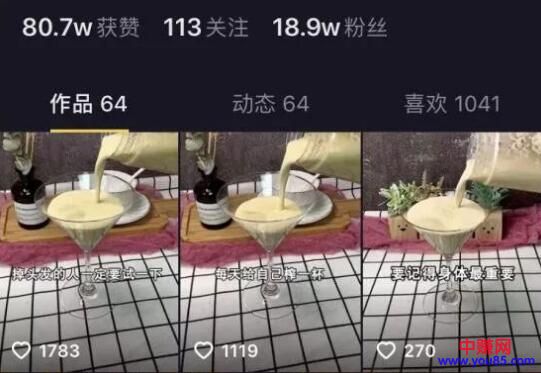 80.7w 获赞 113 关注 18.9w 粉丝
作品 64 动态 64 喜欢 1041
掉头发的人一定要试一下 每天给自己榨一杯 要记得身体最重要
1783 1119 270
中赚网
www.you85.com